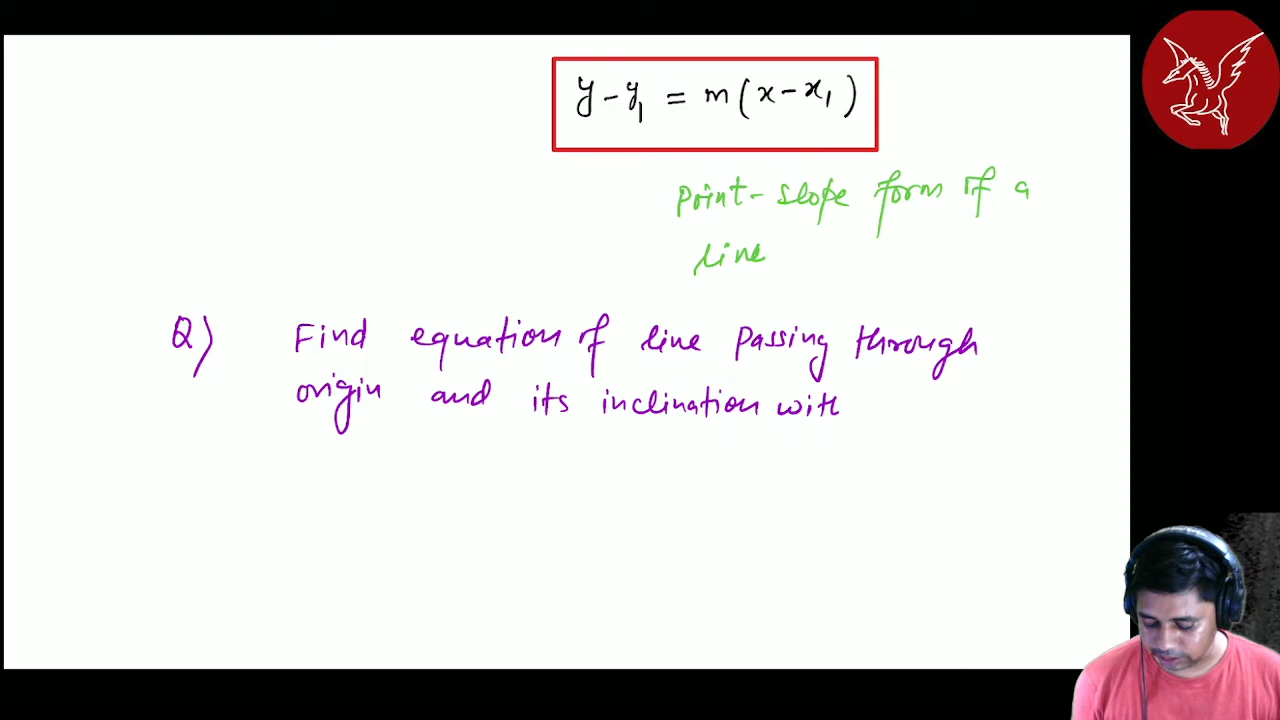 y - y₁ = m(x - x₁)
Point-slope form of a
line
Q) Find equation of line passing through
origin and its inclination with